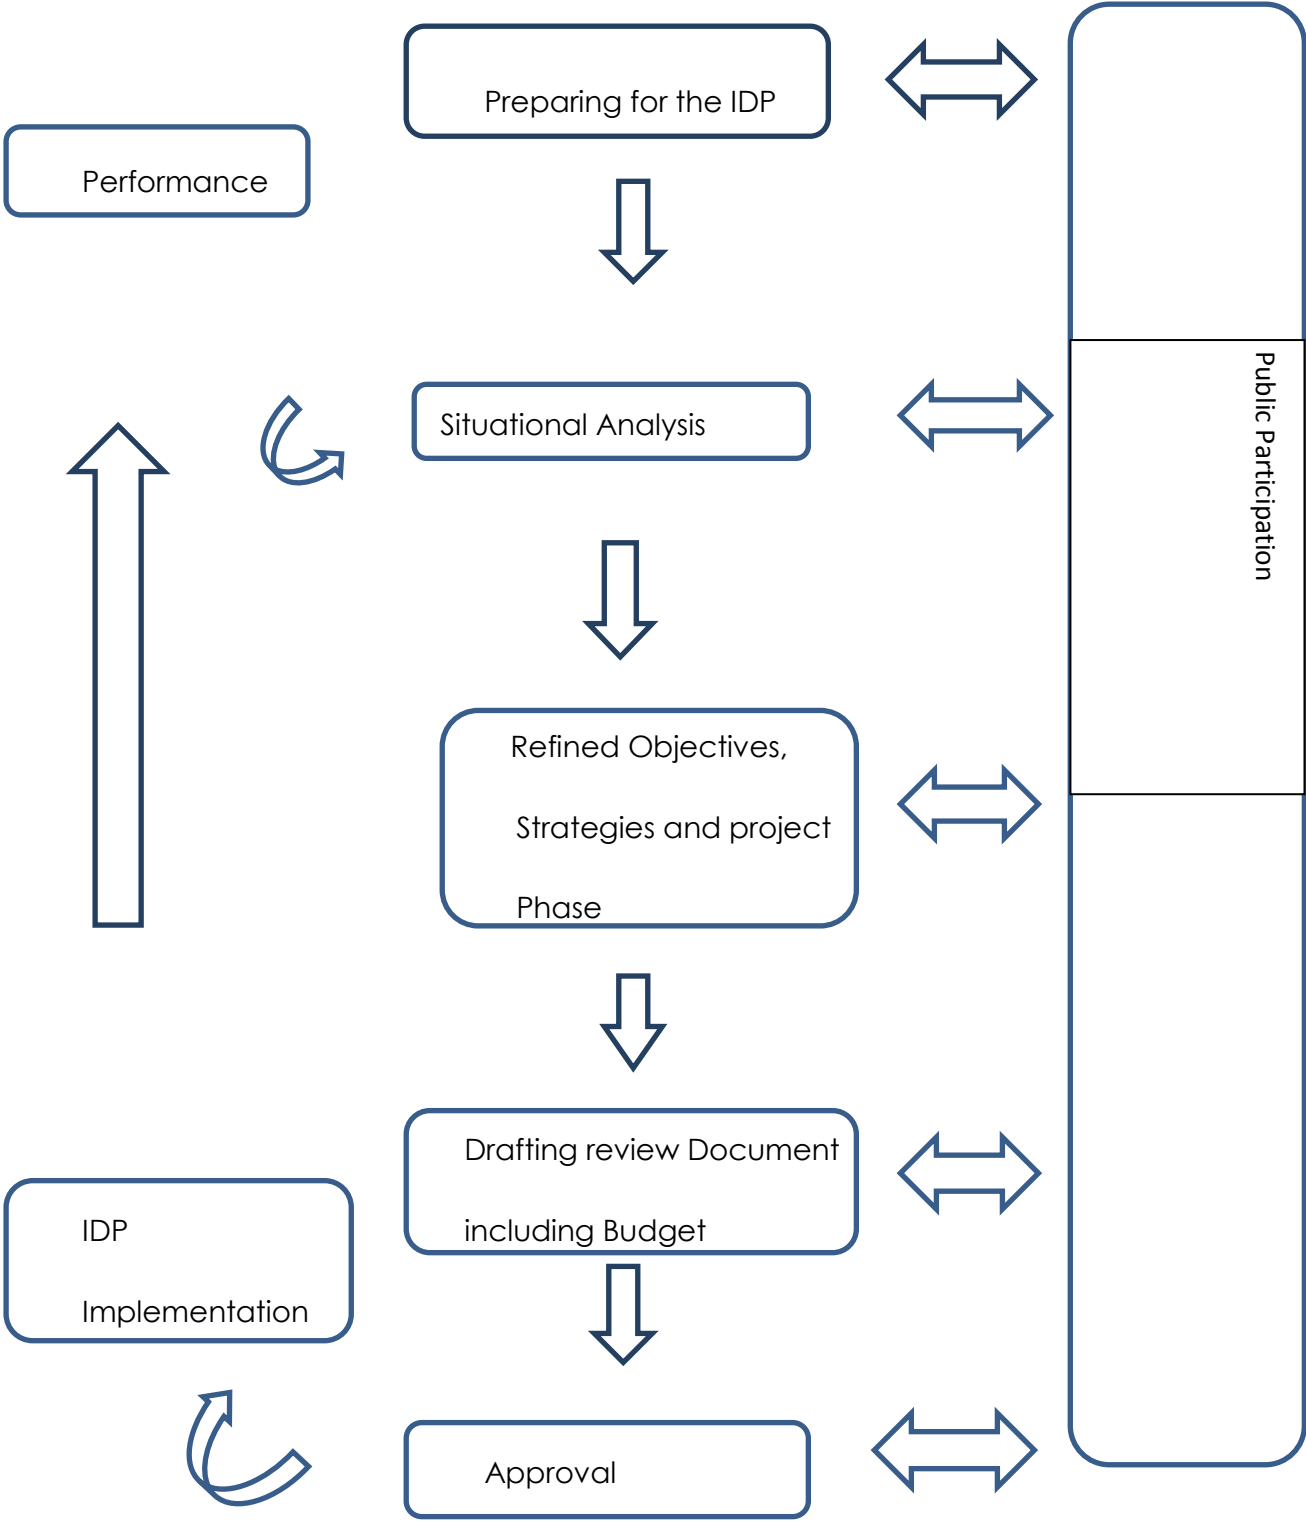 Preparing for the IDP
Performance
Situational Analysis
Public Participation
Refined Objectives,
Strategies and project
Phase
Drafting review Document
including Budget
IDP
Implementation
Approval